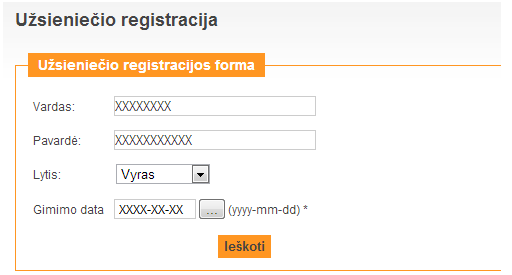 Užsieniečio registracija
Užsieniečio registracijos forma
Vardas: XXXXXXXX
Pavardė: XXXXXXXXXXX
Lytis: Vyras
Gimimo data XXXX-XX-XX ... (yyyy-mm-dd) *
Ieškoti